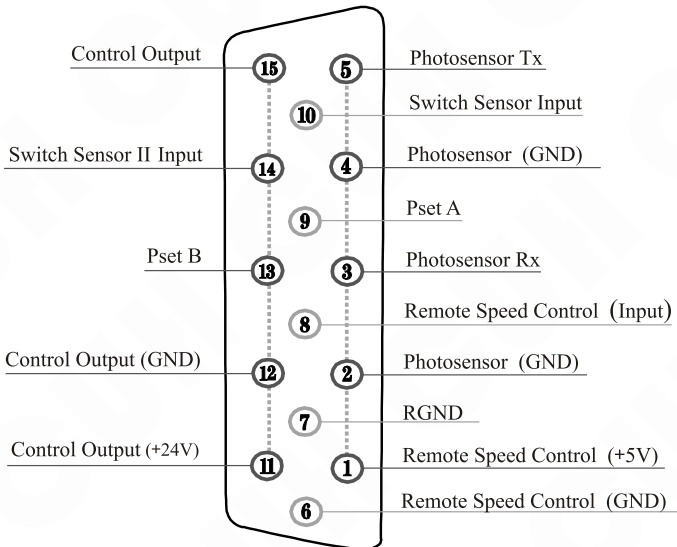 Control Output 15 5 Photosensor Tx
10 Switch Sensor Input
Switch Sensor II Input 14 4 Photosensor (GND)
9 Pset A
Pset B 13 3 Photosensor Rx
8 Remote Speed Control (Input)
Control Output (GND) 12 2 Photosensor (GND)
7 RGND
Control Output (+24V) 11 1 Remote Speed Control (+5V)
6 Remote Speed Control (GND)